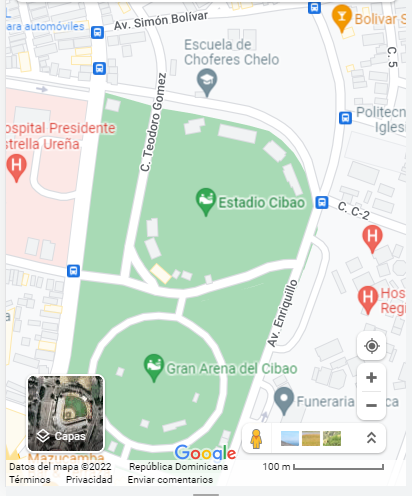 Av. Simón Bolívar
ara automóviles
Bolivar S
Escuela de
Choferes Chelo
C. 5
C. Teodoro Gomez
Politecn
Iglesi
ospital Presidente
strella Ureña
Estadio Cibao
C. C-2
Hos
Regi
Av. Enriquillo
Gran Arena del Cibao
Funeraria
ca
Capas
Google
Mazucamba
Datos del mapa ©2022 República Dominicana 100 m
Términos Privacidad Enviar comentarios